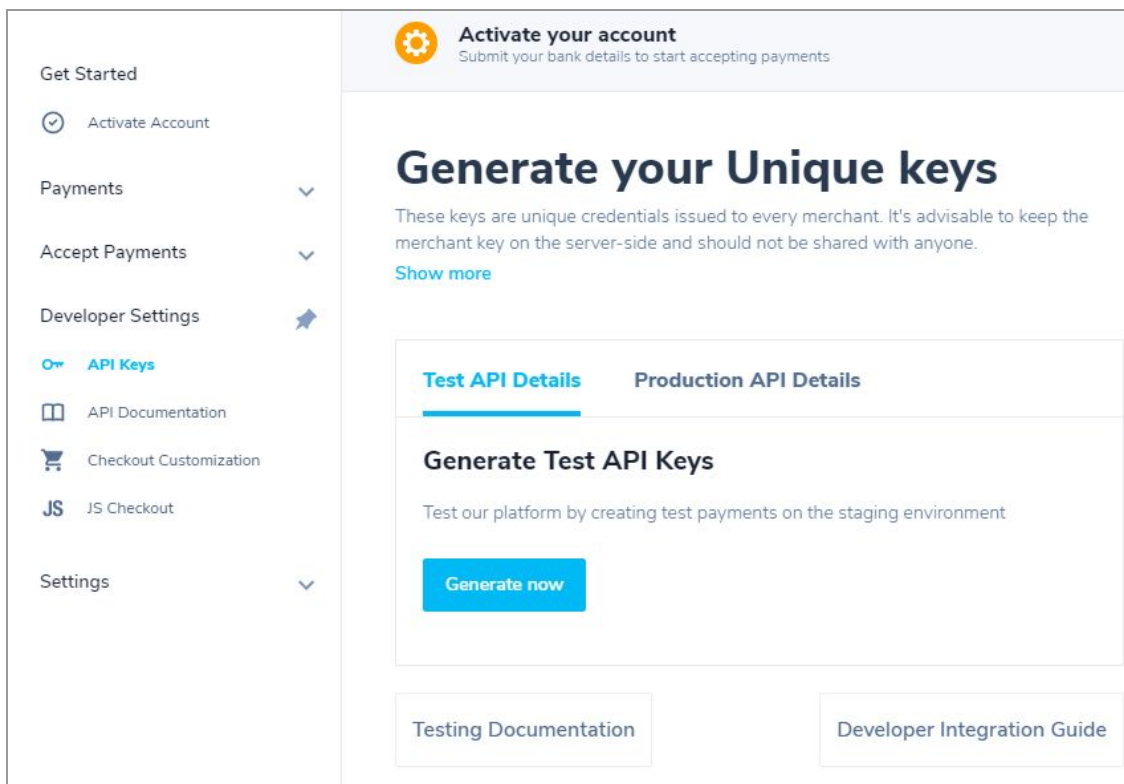 Get Started
Activate Account
Payments
Accept Payments
Developer Settings
API Keys
API Documentation
Checkout Customization
JS JS Checkout
Settings
Activate your account
Submit your bank details to start accepting payments
Generate your Unique keys
These keys are unique credentials issued to every merchant. It's advisable to keep the
merchant key on the server-side and should not be shared with anyone.
Show more
Test API Details Production API Details
Generate Test API Keys
Test our platform by creating test payments on the staging environment
Generate now
Testing Documentation Developer Integration Guide